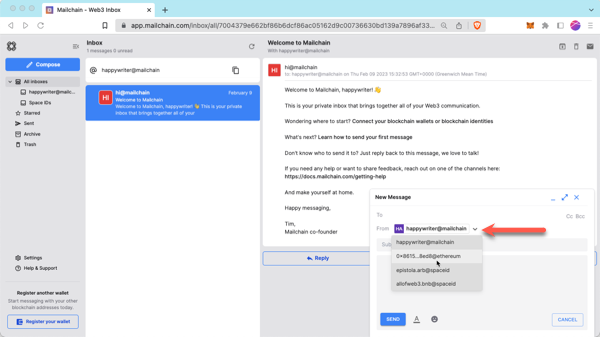 Mailchain - Web3 Inbox
app.mailchain.com/inbox/all/7004379e662bf86b6dcf86ac05162d9c00736630bd139a7896af33...
Compose
All inboxes
happywriter@mailc...
Space IDs
Starred
Sent
Archive
Trash
Settings
Help & Support
Register another wallet
Start messaging with your other
blockchain addresses today.
Register your wallet
Inbox
1 messages 0 unread
happywriter@mailchain
HI
hi@mailchain
February 9
Welcome to Mailchain
Welcome to Mailchain, happywriter! 👋 This is your private
inbox that brings together all of your
Welcome to Mailchain
With happywriter@mailchain
HI
hi@mailchain
to: happywriter@mailchain on Thu Feb 09 2023 15:32:53 GMT+0000 (Greenwich Mean Time)
Welcome to Mailchain, happywriter! 👋
This is your private inbox that brings together all of your Web3 communication.
Wondering where to start? Connect your blockchain wallets or blockchain identities
What's next? Learn how to send your first message
Don't know who to send it to? Just reply back to this message, we love to talk!
If you need any help or want to share feedback, reach out on one of the channels here:
https://docs.mailchain.com/getting-help
And make yourself at home.
Happy messaging,
Tim,
Mailchain co-founder
Reply
New Message
To
Cc Bcc
From HA happywriter@mailchain
Sub
happywriter@mailchain
0x8615...8ed8@ethereum
epistola.arb@spaceid
allofweb3.bnb@spaceid
SEND
CANCEL